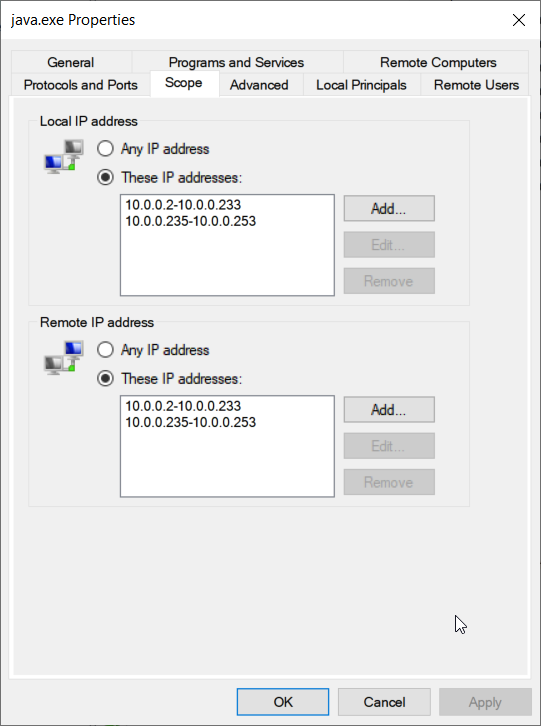 java.exe Properties
General
Programs and Services
Remote Computers
Protocols and Ports
Scope
Advanced
Local Principals
Remote Users
Local IP address
Any IP address
These IP addresses:
10.0.0.2-10.0.0.233
10.0.0.235-10.0.0.253
Add...
Edit...
Remove
Remote IP address
Any IP address
These IP addresses:
10.0.0.2-10.0.0.233
10.0.0.235-10.0.0.253
Add...
Edit...
Remove
OK
Cancel
Apply